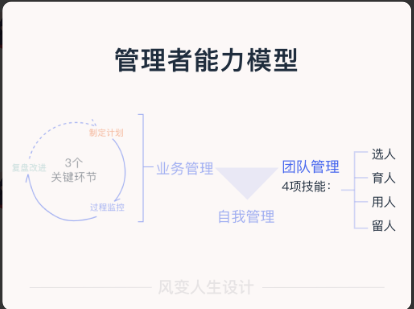 管理者能力模型
制定计划
3个
关键环节
复盘改进
过程监控
业务管理
自我管理
团队管理
4项技能：
选人
育人
用人
留人
风变人生设计